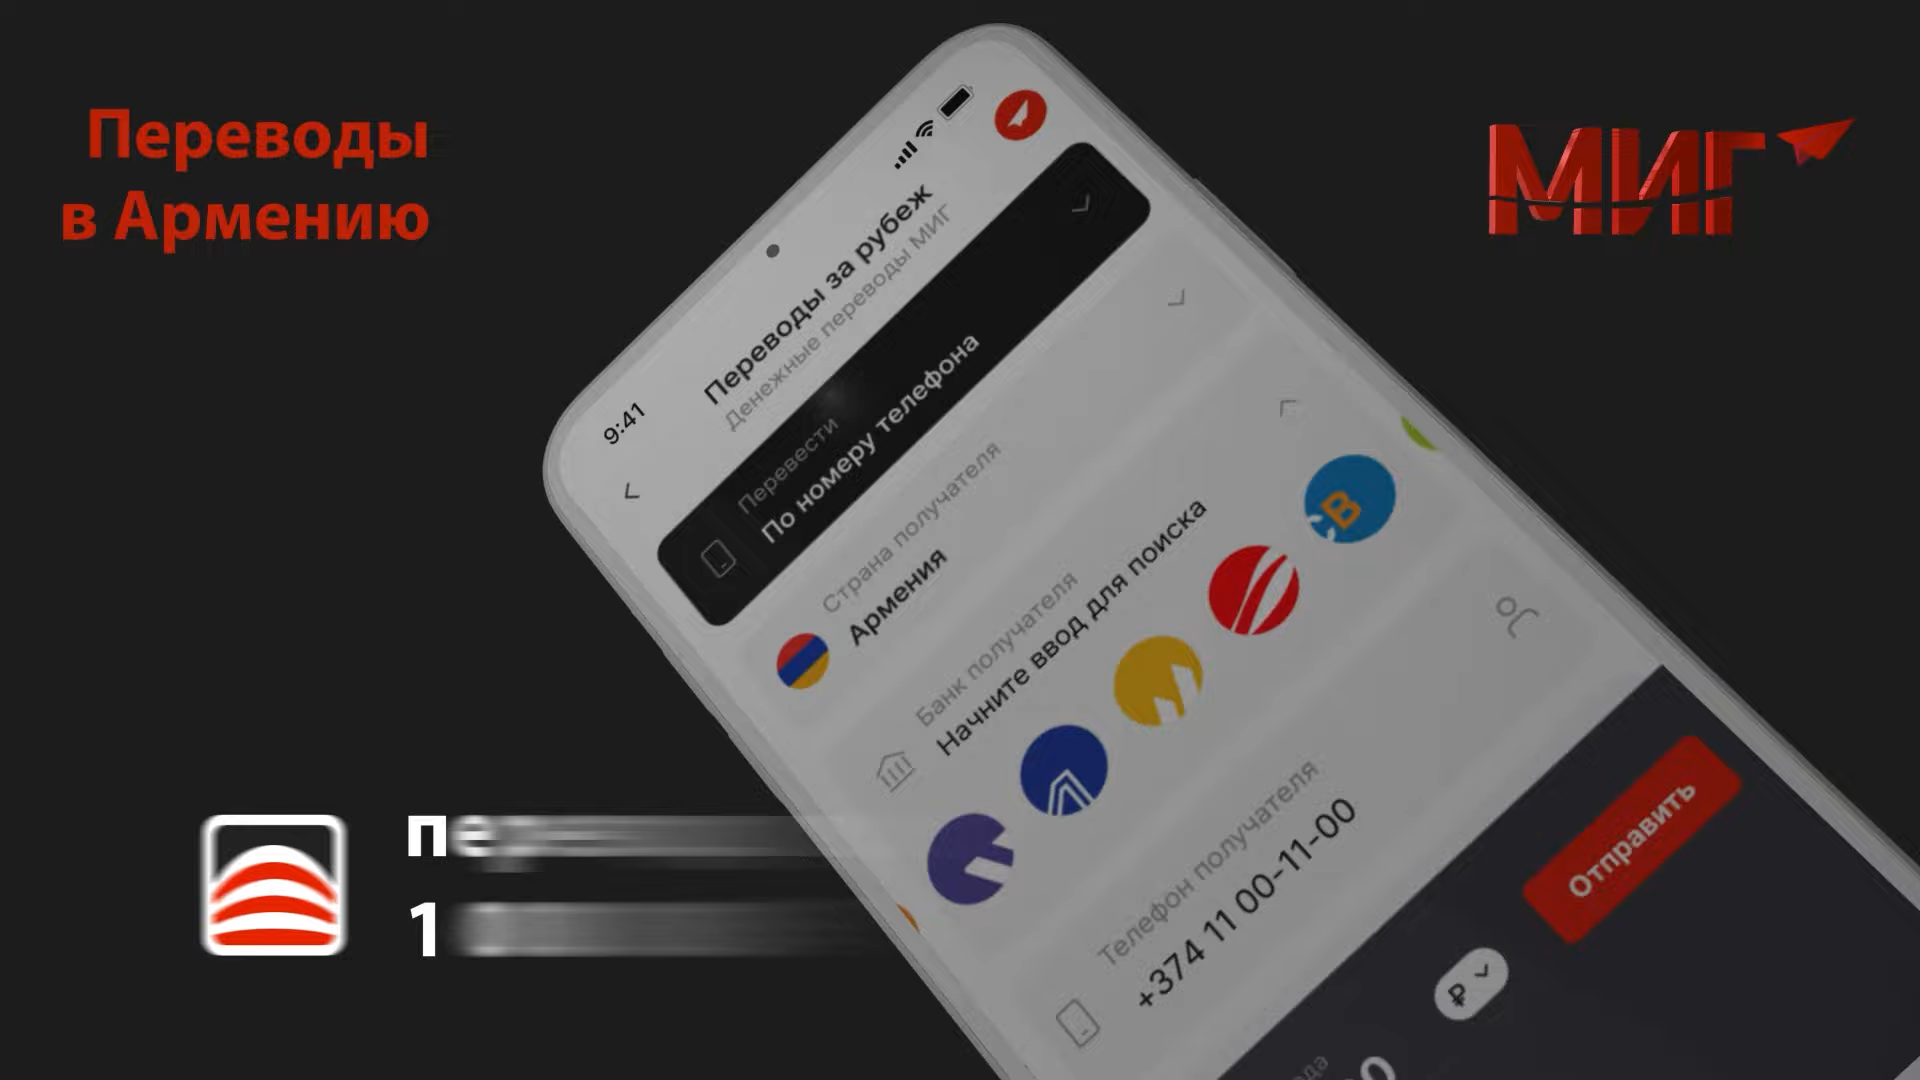 Переводы
в Армению
МИГ
9:41
Переводы за рубеж
Денежные переводы МИГ
Перевести
По номеру телефона
Страна получателя
Армения
Банк получателя
Начните ввод для поиска
Телефон получателя
+374 11 00-11-00
₽
Отправить